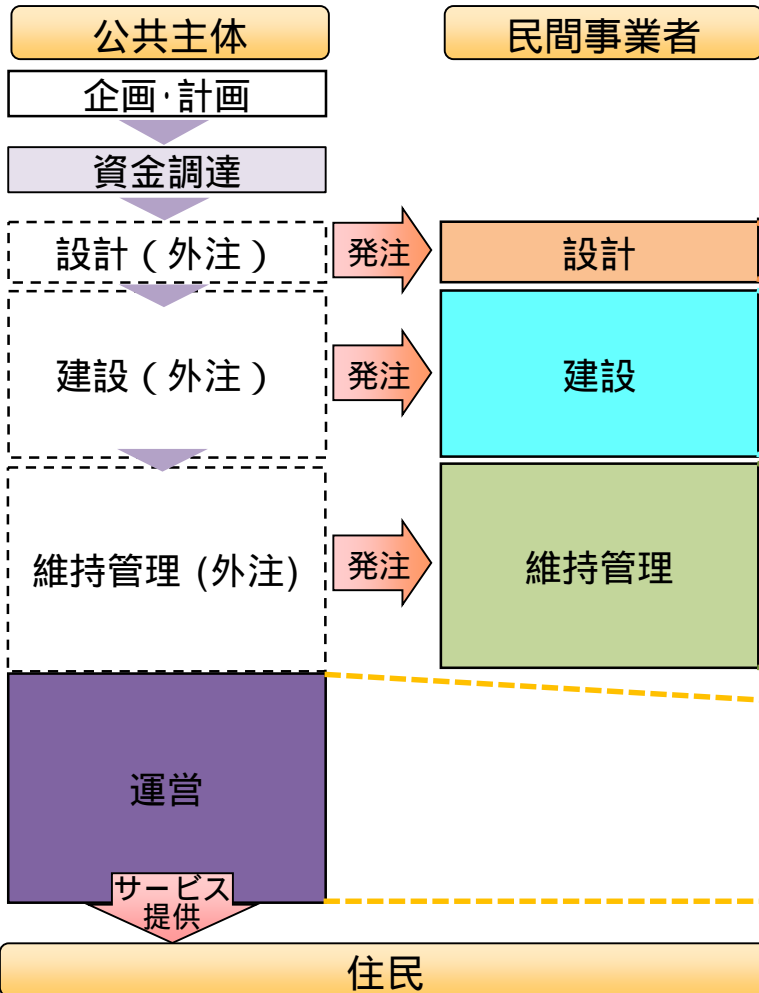 公共主体
民間事業者
企画・計画
資金調達
設計（外注）
発注
設計
建設（外注）
発注
建設
維持管理 (外注)
発注
維持管理
運営
サービス
提供
住民